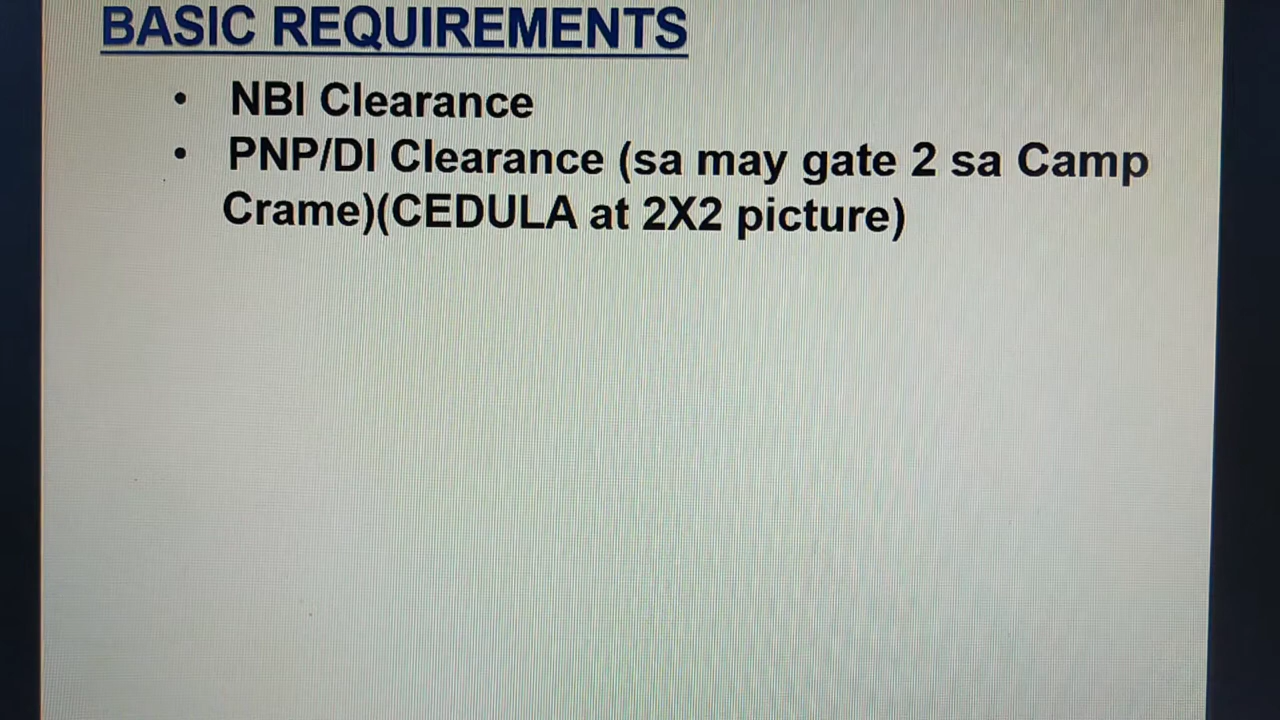 BASIC REQUIREMENTS
• NBI Clearance
• PNP/DI Clearance (sa may gate 2 sa Camp
Crame)(CEDULA at 2X2 picture)